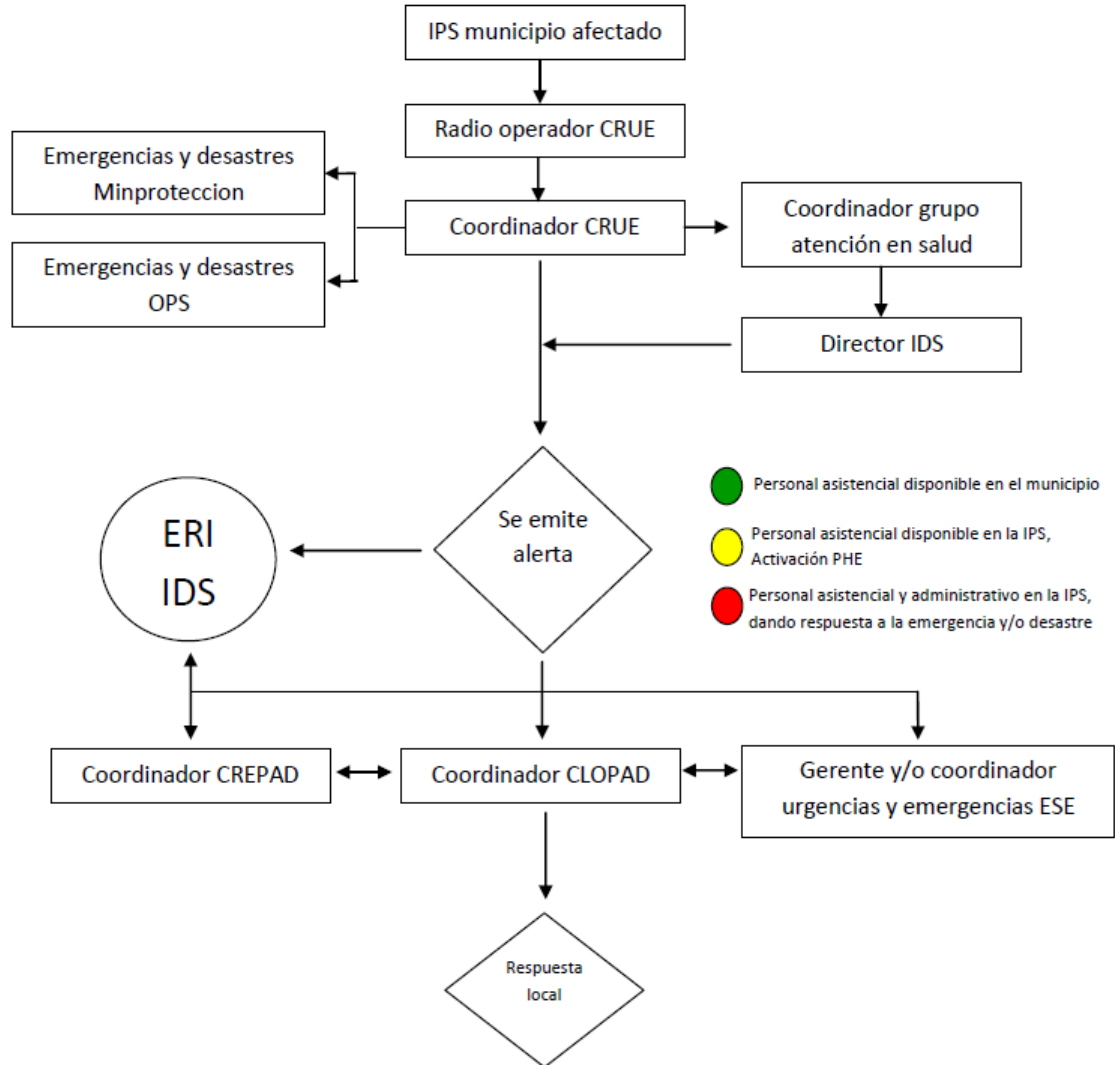 IPS municipio afectado
Radio operador CRUE
Emergencias y desastres
Minproteccion
Coordinador CRUE
Coordinador grupo
atención en salud
Emergencias y desastres
OPS
Director IDS
Se emite
alerta
ERI
IDS
Personal asistencial disponible en el municipio
Personal asistencial disponible en la IPS,
Activación PHE
Personal asistencial y administrativo en la IPS,
dando respuesta a la emergencia y/o desastre
Coordinador CREPAD
Coordinador CLOPAD
Gerente y/o coordinador
urgencias y emergencias ESE
Respuesta
local